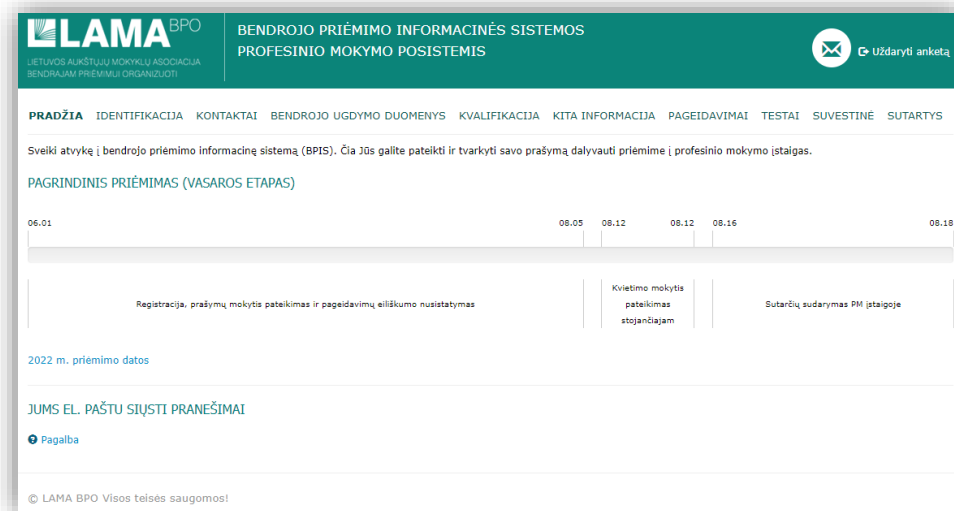 LAMA BPO
LIETUVOS AUKŠTŲJŲ MOKYKLŲ ASOCIACIJA
BENDRAJAM PRIĖMIMUI ORGANIZUOTI
BENDROJO PRIĖMIMO INFORMACINĖS SISTEMOS
PROFESINIO MOKYMO POSISTEMIS
Uždaryti anketą
PRADŽIA IDENTIFIKACIJA KONTAKTAI BENDROJO UGDYMO DUOMENYS KVALIFIKACIJA KITA INFORMACIJA PAGEIDAVIMAI TESTAI SUVESTINĖ SUTARTYS
Sveiki atvykę į bendrojo priėmimo informacinę sistemą (BPIS). Čia Jūs galite pateikti ir tvarkyti savo prašymą dalyvauti priėmime į profesinio mokymo įstaigas.
PAGRINDINIS PRIĖMIMAS (VASAROS ETAPAS)
06.01 08.05 08.12 08.12 08.16 08.18
Registracija, prašymų mokytis pateikimas ir pageidavimų eiliškumo nusistatymas
Kvietimo mokytis
pateikimas
stojančiajam
Sutarčių sudarymas PM įstaigoje
2022 m. priėmimo datos
JUMS EL. PAŠTU SIŲSTI PRANEŠIMAI
Pagalba
© LAMA BPO Visos teisės saugomos!